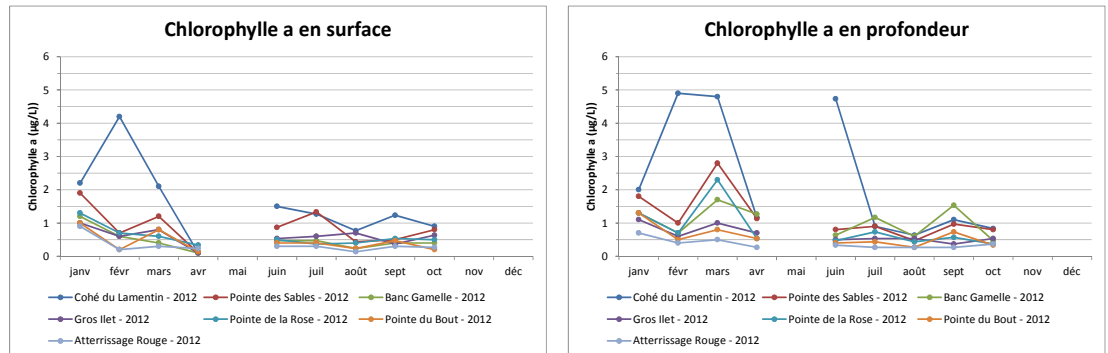 Chlorophylle a en surface
Chlorophylle a (µg/L))
6
5
4
3
2
1
0
janv févr mars avr mai juin juil août sept oct nov déc
Cohé du Lamentin - 2012 Pointe des Sables - 2012 Banc Gamelle - 2012
Gros Ilet - 2012 Pointe de la Rose - 2012 Pointe du Bout - 2012
Atterrissage Rouge - 2012
Chlorophylle a en profondeur
Chlorophylle a (µg/L))
6
5
4
3
2
1
0
janv févr mars avr mai juin juil août sept oct nov déc
Cohé du Lamentin - 2012 Pointe des Sables - 2012 Banc Gamelle - 2012
Gros Ilet - 2012 Pointe de la Rose - 2012 Pointe du Bout - 2012
Atterrissage Rouge - 2012